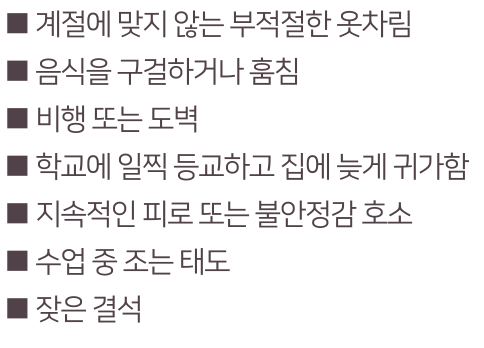 ■ 계절에 맞지 않는 부적절한 옷차림
■ 음식을 구걸하거나 훔침
■ 비행 또는 도벽
■ 학교에 일찍 등교하고 집에 늦게 귀가함
■ 지속적인 피로 또는 불안정감 호소
■ 수업 중 조는 태도
■ 잦은 결석